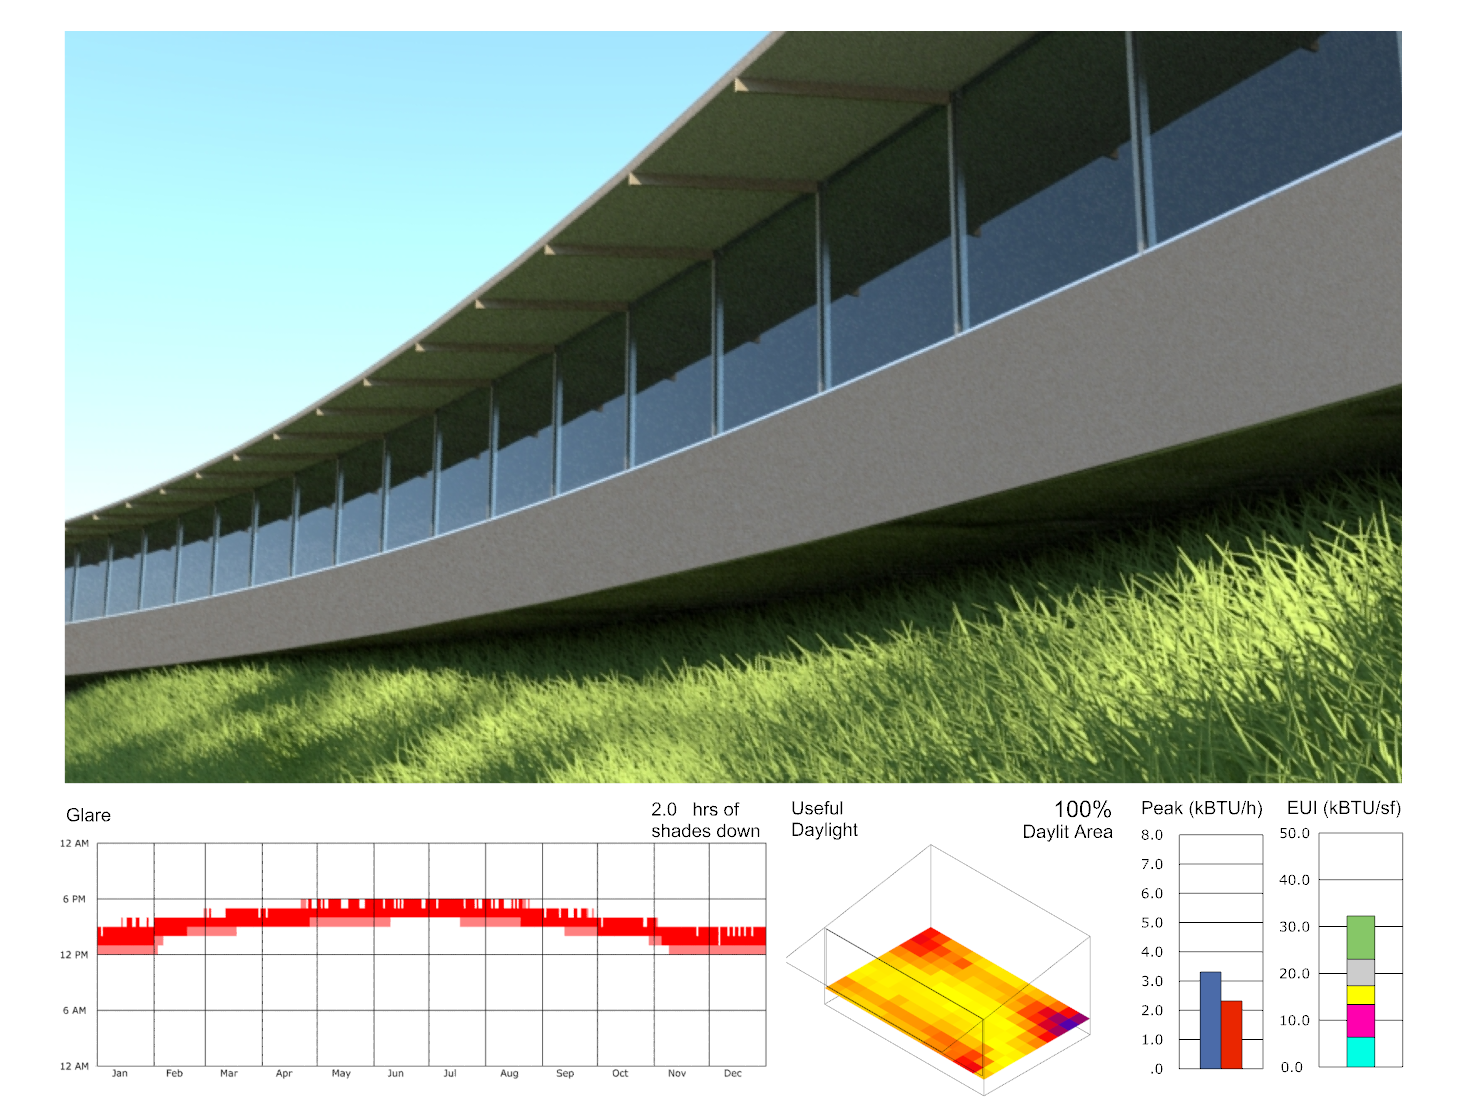 Glare
2.0 hrs of
shades down
12 AM
6 PM
12 PM
6 AM
12 AM
Jan Feb Mar Apr May Jun Jul Aug Sep Oct Nov Dec
Useful
Daylight
100%
Daylit Area
Peak (kBTU/h)
8.0
7.0
6.0
5.0
4.0
3.0
2.0
1.0
.0
EUI (kBTU/sf)
50.0
40.0
30.0
20.0
10.0
0.0